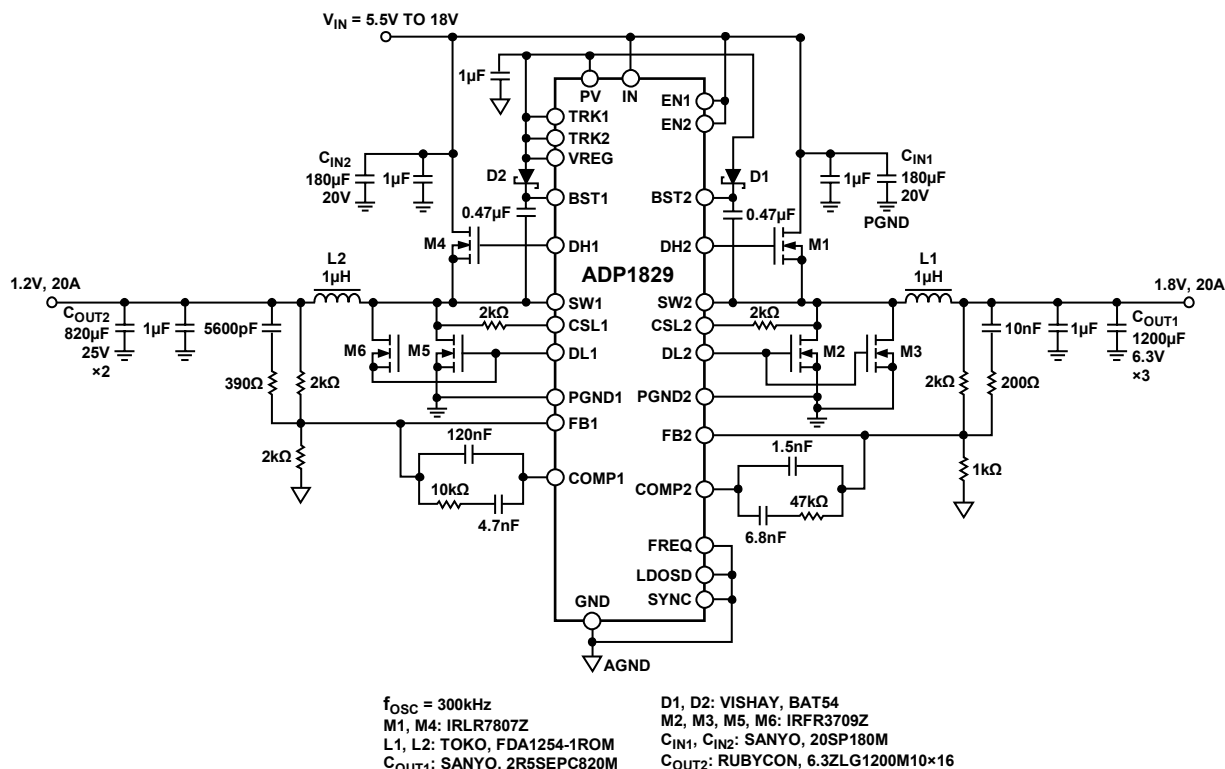 VIN = 5.5V TO 18V
1µF
PV
IN
TRK1
TRK2
VREG
EN1
EN2
CIN2
180µF
20V
1µF
D2
D1
1µF
CIN1
180µF
20V
PGND
BST1
BST2
0.47µF
0.47µF
M4
DH1
DH2
M1
ADP1829
L2
1µH
L1
1µH
1.2V, 20A
SW1
SW2
1.8V, 20A
COUT2
820µF
25V
×2
1µF
5600pF
2kΩ
CSL1
CSL2
2kΩ
10nF
1µF
COUT1
1200µF
6.3V
×3
M6
M5
DL1
DL2
M2
M3
390Ω
2kΩ
2kΩ
200Ω
PGND1
PGND2
FB1
FB2
2kΩ
120nF
10kΩ
4.7nF
COMP1
COMP2
1.5nF
47kΩ
6.8nF
1kΩ
FREQ
LDOSD
SYNC
GND
AGND
fOSC = 300kHz
M1, M4: IRLR7807Z
L1, L2: TOKO, FDA1254-1ROM
COUT1: SANYO, 2R5SEPC820M
D1, D2: VISHAY, BAT54
M2, M3, M5, M6: IRFR3709Z
CIN1, CIN2: SANYO, 20SP180M
COUT2: RUBYCON, 6.3ZLG1200M10×16